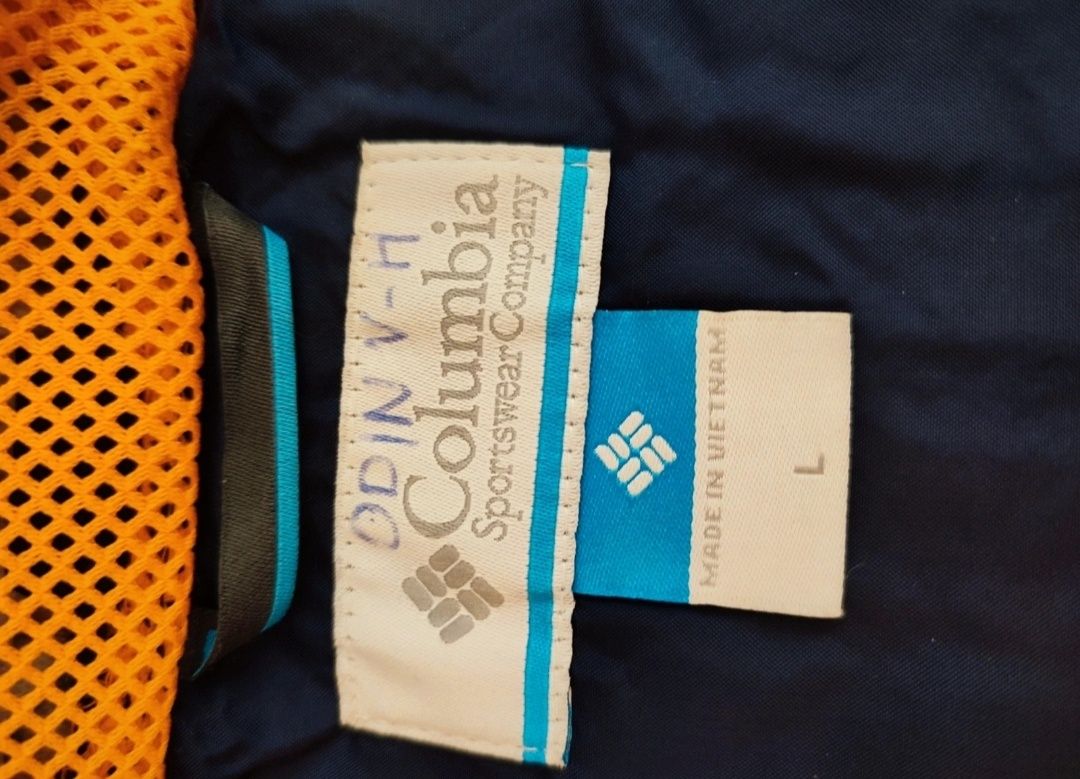 ODIN V-H
Columbia
Sportswear Company
MADE IN VIETNAM
L